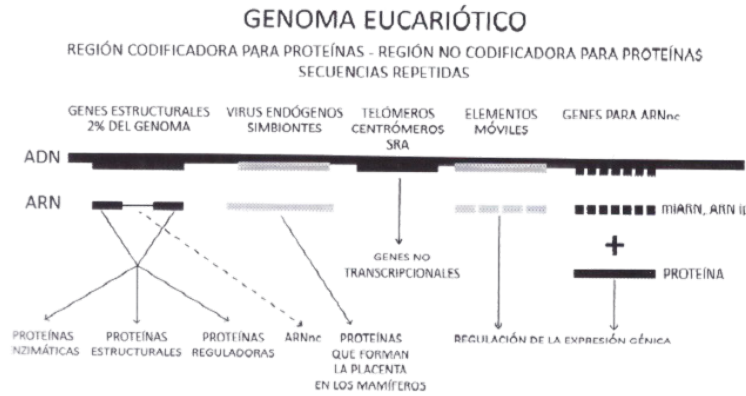 GENOMA EUCARIÓTICO
REGIÓN CODIFICADORA PARA PROTEÍNAS - REGIÓN NO CODIFICADORA PARA PROTEÍNAS
SECUENCIAS REPETIDAS
GENES ESTRUCTURALES
2% DEL GENOMA
VIRUS ENDÓGENOS
SIMBIONTES
TELÓMEROS
CENTRÓMEROS
SRA
ELEMENTOS
MÓVILES
GENES PARA ARNnc
ADN
ARN
miARN, ARN
+
PROTEÍNA
GENES NO
TRANSCRIPCIONALES
PROTEÍNAS
NZIMÁTICAS
PROTEÍNAS
ESTRUCTURALES
PROTEÍNAS
REGULADORAS
ARNnc
PROTEÍNAS
QUE FORMAN
LA PLACENTA
EN LOS MAMÍFEROS
REGULACIÓN DE LA EXPRESIÓN GÉNICA